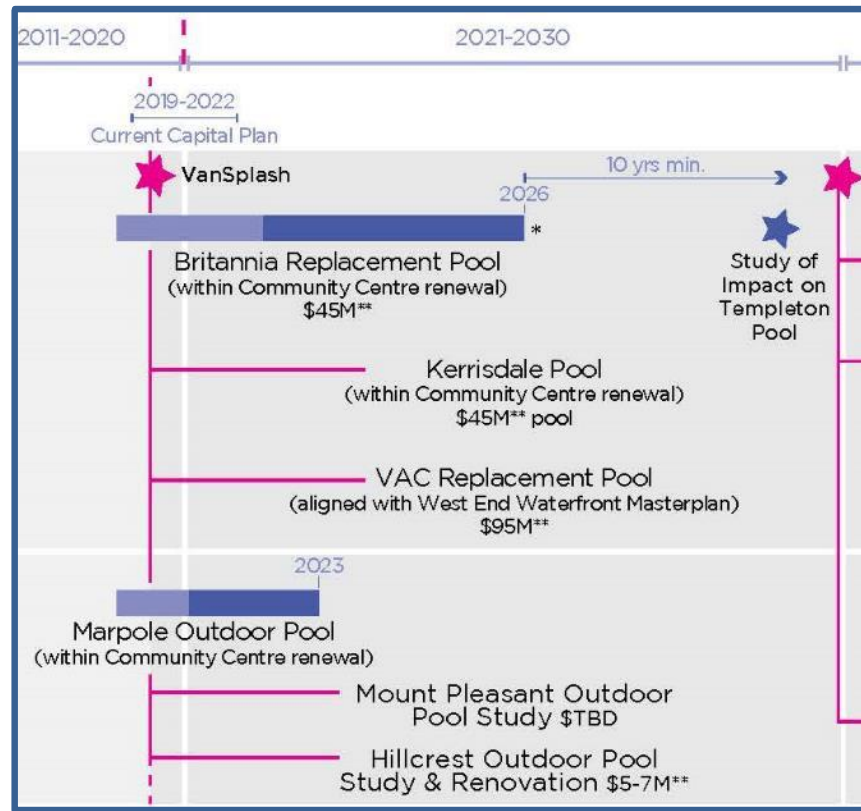 2011-2020
2021-2030
2019-2022
Current Capital Plan
VanSplash
10 yrs min.
2026
*
Britannia Replacement Pool
(within Community Centre renewal)
$45M**
Study of
Impact on
Templeton
Pool
Kerrisdale Pool
(within Community Centre renewal)
$45M** pool
VAC Replacement Pool
(aligned with West End Waterfront Masterplan)
$95M**
2023
Marpole Outdoor Pool
(within Community Centre renewal)
Mount Pleasant Outdoor
Pool Study $TBD
Hillcrest Outdoor Pool
Study & Renovation $5-7M**